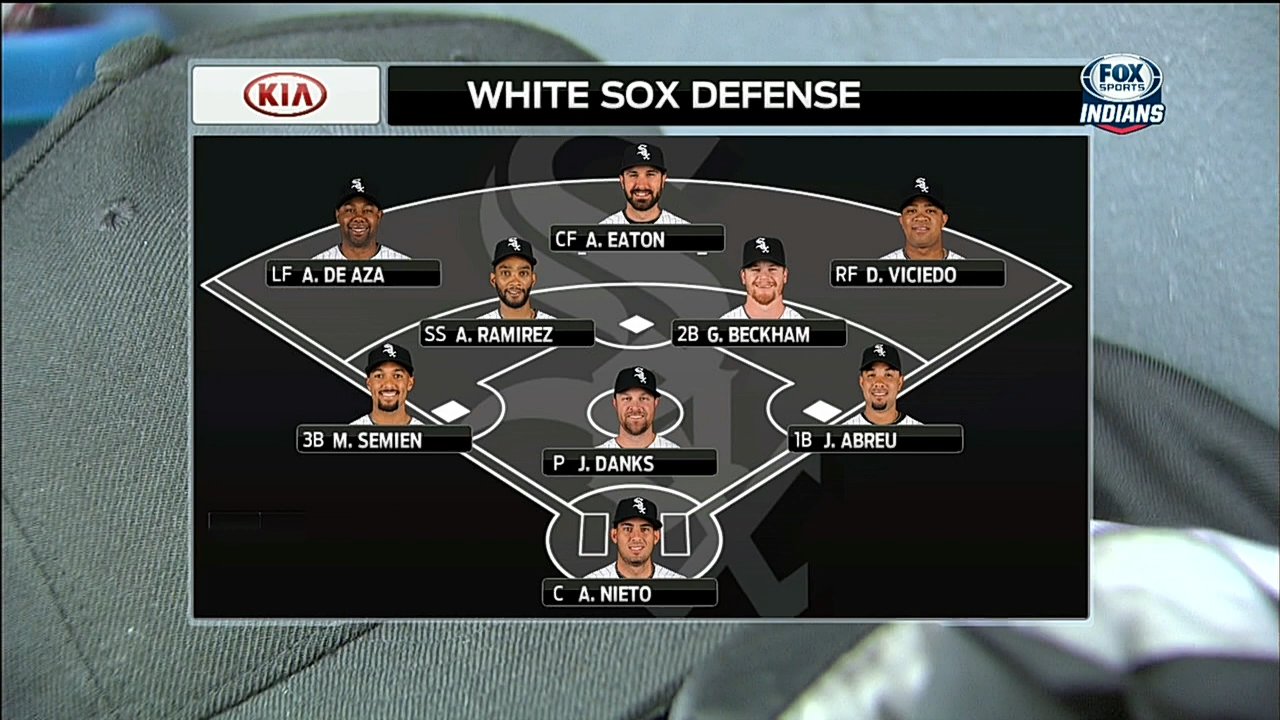 KIA
WHITE SOX DEFENSE
FOX
SPORTS
INDIANS
CF A. EATON
LF A. DE AZA
RF D. VICIEDO
SS A. RAMIREZ
2B G. BECKHAM
3B M. SEMIEN
1B J. ABREU
P J. DANKS
C A. NIETO